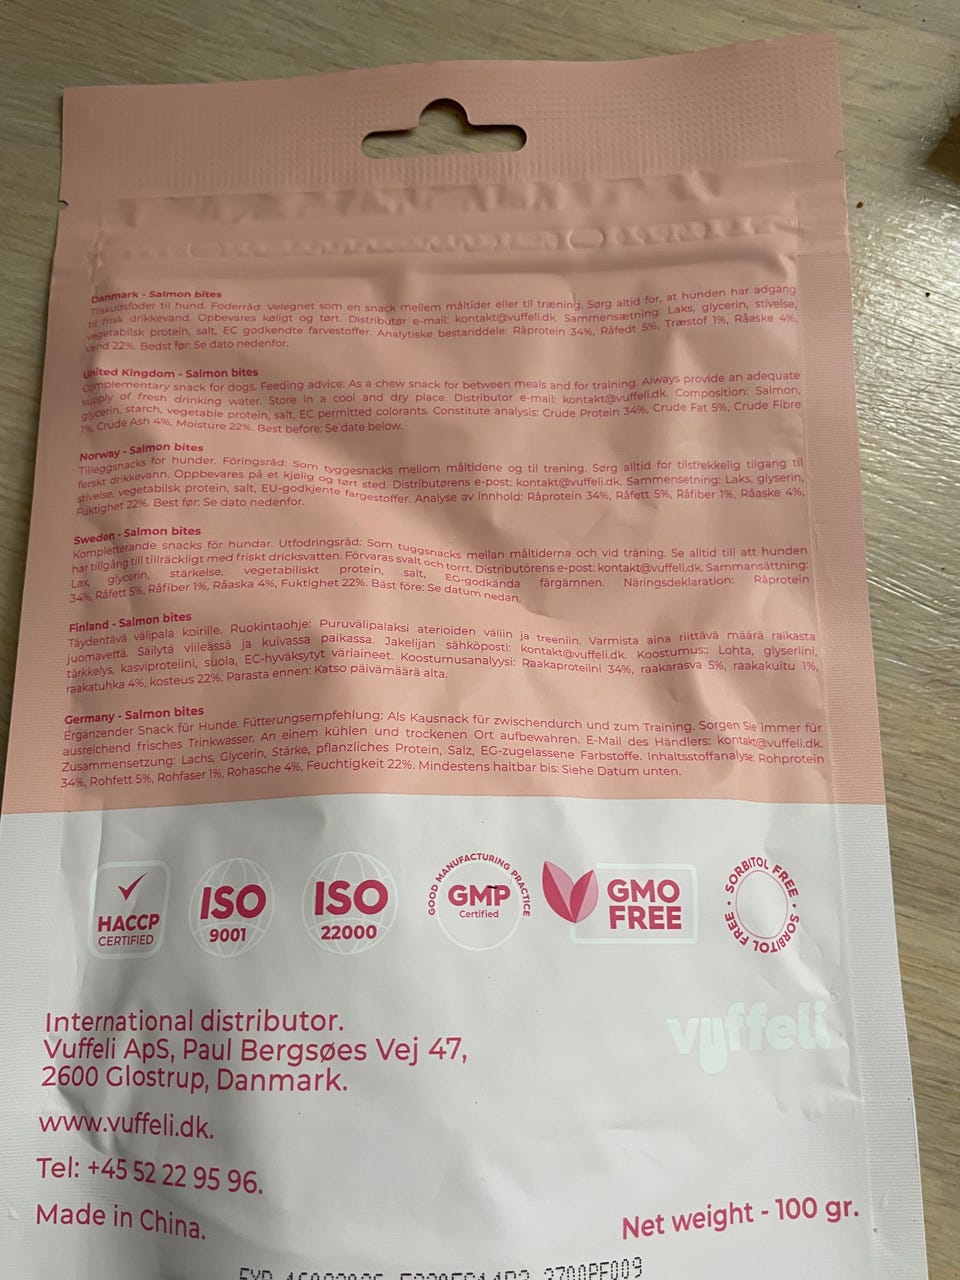 Danmark - Salmon bites
Tilskudsfoder til hund. Foderråd: Velegnet som en snack mellem måltider eller til træning. Sørg altid for, at hunden har adgang
til frisk drikkevand. Opbevares køligt og tørt. Distributør e-mail: kontakt@vuffeli.dk. Sammensætning: Laks, glycerin, stivelse,
vegetabilsk protein, salt, EC godkendte farvestoffer. Analytiske bestanddele: Råprotein 34%, Råfedt 5%, Træstof 1%, Råaske 4%,
Vand 22%. Bedst før: Se dato nedenfor.
United Kingdom - Salmon bites
Complementary snack for dogs. Feeding advice: As a chew snack for between meals and for training. Always provide an adequate
supply of fresh drinking water. Store in a cool and dry place. Distributor e-mail: kontakt@vuffeli.dk. Composition: Salmon,
glycerin, starch, vegetable protein, salt, EC permitted colorants. Constitute analysis: Crude Protein 34%, Crude Fat 5%, Crude Fibre
1%, Crude Ash 4%, Moisture 22%. Best before: Se date below.
Norway - Salmon bites
Tilleggsnacks for hunder. Fôringsråd: Som tyggesnacks mellom måltidene og til trening. Sørg alltid for tilstrekkelig tilgang til
ferskt drikkevann. Oppbevares på et kjølig og tørt sted. Distributørens e-post: kontakt@vuffeli.dk. Sammensetning: Laks, glyserin,
stivelse, vegetabilsk protein, salt, EU-godkjente fargestoffer. Analyse av innhold: Råprotein 34%, Råfett 5%, Råfiber 1%, Råaske 4%,
Fuktighet 22%. Best før: Se dato nedenfor.
Sweden - Salmon bites
Kompletterande snacks för hundar. Utfodringsråd: Som tuggsnacks mellan måltiderna och vid träning. Se alltid till att hunden
har tillgång till tillräckligt med friskt dricksvatten. Förvaras svalt och torrt. Distributörens e-post: kontakt@vuffeli.dk. Sammansättning:
Lax, glycerin, stärkelse, vegetabiliskt protein, salt, EG-godkända färgämnen. Näringsdeklaration: Råprotein
34%, Råfett 5%, Råfiber 1%, Råaska 4%, Fuktighet 22%. Bäst före: Se datum nedan.
Finland - Salmon bites
Täydentävä välipala koirille. Ruokintaohje: Puruvälipalaksi aterioiden väliin ja treeniin. Varmista aina riittävä määrä raikasta
juomavettä. Säilytä viileässä ja kuivassa paikassa. Jakelijan sähköposti: kontakt@vuffeli.dk. Koostumus:: Lohta, glyseriini,
tärkkelys, kasviproteiini, suola, EC-hyväksytyt väriaineet. Koostumusanalyysi: Raakaproteiini 34%, raakarasva 5%, raakakuitu 1%,
raakatuhka 4%, kosteus 22%. Parasta ennen: Katso päivämäärä alta.
Germany - Salmon bites
Ergänzender Snack für Hunde. Fütterungsempfehlung: Als Kausnack für zwischendurch und zum Training. Sorgen Sie immer für
ausreichend frisches Trinkwasser. An einem kühlen und trockenen Ort aufbewahren. E-Mail des Händlers: kontakt@vuffeli.dk.
Zusammensetzung: Lachs, Glycerin, Stärke, pflanzliches Protein, Salz, EG-zugelassene Farbstoffe. Inhaltsstoffanalyse: Rohprotein
34%, Rohfett 5%, Rohfaser 1%, Rohasche 4%, Feuchtigkeit 22%. Mindestens haltbar bis: Siehe Datum unten.
HACCP
CERTIFIED
ISO
9001
ISO
22000
GOOD MANUFACTURING PRACTICE
GMP
Certified
GMO
FREE
SORBITOL FREE • SORBITOL FREE •
International distributor.
Vuffeli ApS, Paul Bergsøes Vej 47,
2600 Glostrup, Danmark.
vuffeli®
www.vuffeli.dk.
Tel: +45 52 22 95 96.
Made in China.
Net weight - 100 gr.
3700PF009